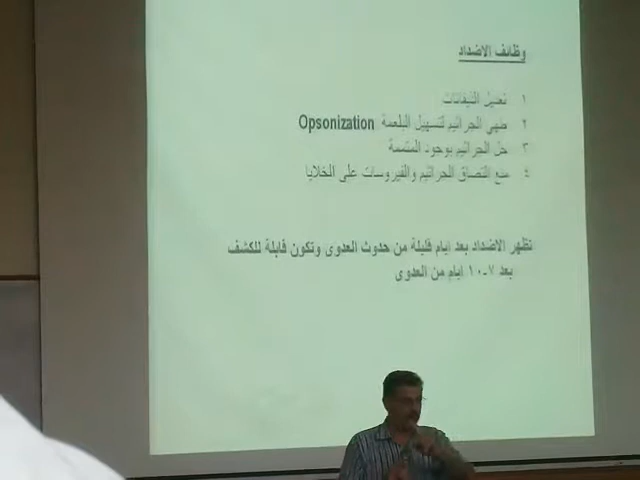 وظائف الاضداد
١ تعديل الذيفانات
٢ طهي الجراثيم لتسهيل البلعمة Opsonization
٣ حل الجراثيم بوجود المتممة
٤ منع التصاق الجراثيم والفيروسات على الخلايا
تظهر الاضداد بعد ايام قليلة من حدوث العدوى وتكون قابلة للكشف
بعد ٧-١٠ ايام من العدوى